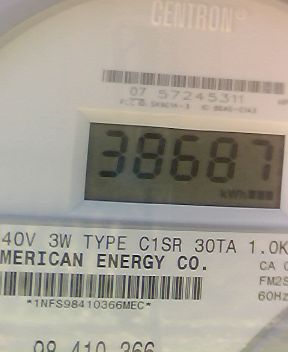 CENTRON®
07 57245311
38687
kWh
40V 3W TYPE C1SR 30TA 1.0K
MERICAN ENERGY CO.
CA 0
FM2S
60Hz
*1NFS98410366MEC*
98 410 366